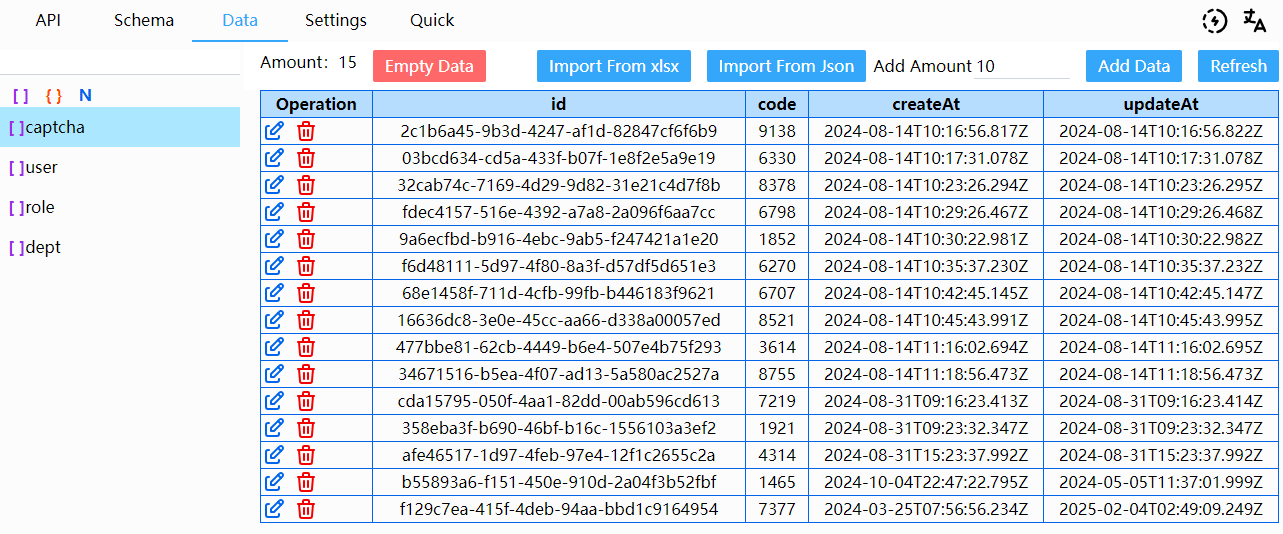 API Schema Data Settings Quick
Amount: 15 Empty Data Import From xlsx Import From Json Add Amount 10 Add Data Refresh
[ ] { } N
[ ]captcha
[ ]user
[ ]role
[ ]dept
Operation id code createAt updateAt
2c1b6a45-9b3d-4247-af1d-82847cf6f6b9 9138 2024-08-14T10:16:56.817Z 2024-08-14T10:16:56.822Z
03bcd634-cd5a-433f-b07f-1e8f2e5a9e19 6330 2024-08-14T10:17:31.078Z 2024-08-14T10:17:31.078Z
32cab74c-7169-4d29-9d82-31e21c4d7f8b 8378 2024-08-14T10:23:26.294Z 2024-08-14T10:23:26.295Z
fdec4157-516e-4392-a7a8-2a096f6aa7cc 6798 2024-08-14T10:29:26.467Z 2024-08-14T10:29:26.468Z
9a6ecfbd-b916-4ebc-9ab5-f247421a1e20 1852 2024-08-14T10:30:22.981Z 2024-08-14T10:30:22.982Z
f6d48111-5d97-4f80-8a3f-d57df5d651e3 6270 2024-08-14T10:35:37.230Z 2024-08-14T10:35:37.232Z
68e1458f-711d-4cfb-99fb-b446183f9621 6707 2024-08-14T10:42:45.145Z 2024-08-14T10:42:45.147Z
16636dc8-3e0e-45cc-aa66-d338a00057ed 8521 2024-08-14T10:45:43.991Z 2024-08-14T10:45:43.995Z
477bbe81-62cb-4449-b6e4-507e4b75f293 3614 2024-08-14T11:16:02.694Z 2024-08-14T11:16:02.695Z
34671516-b5ea-4f07-ad13-5a580ac2527a 8755 2024-08-14T11:18:56.473Z 2024-08-14T11:18:56.473Z
cda15795-050f-4aa1-82dd-00ab596cd613 7219 2024-08-31T09:16:23.413Z 2024-08-31T09:16:23.414Z
358eba3f-b690-46bf-b16c-1556103a3ef2 1921 2024-08-31T09:23:32.347Z 2024-08-31T09:23:32.347Z
afe46517-1d97-4feb-97e4-12f1c2655c2a 4314 2024-08-31T15:23:37.992Z 2024-08-31T15:23:37.992Z
b55893a6-f151-450e-910d-2a04f3b52fbf 1465 2024-10-04T22:47:22.795Z 2024-05-05T11:37:01.999Z
f129c7ea-415f-4deb-94aa-bbd1c9164954 7377 2024-03-25T07:56:56.234Z 2025-02-04T02:49:09.249Z